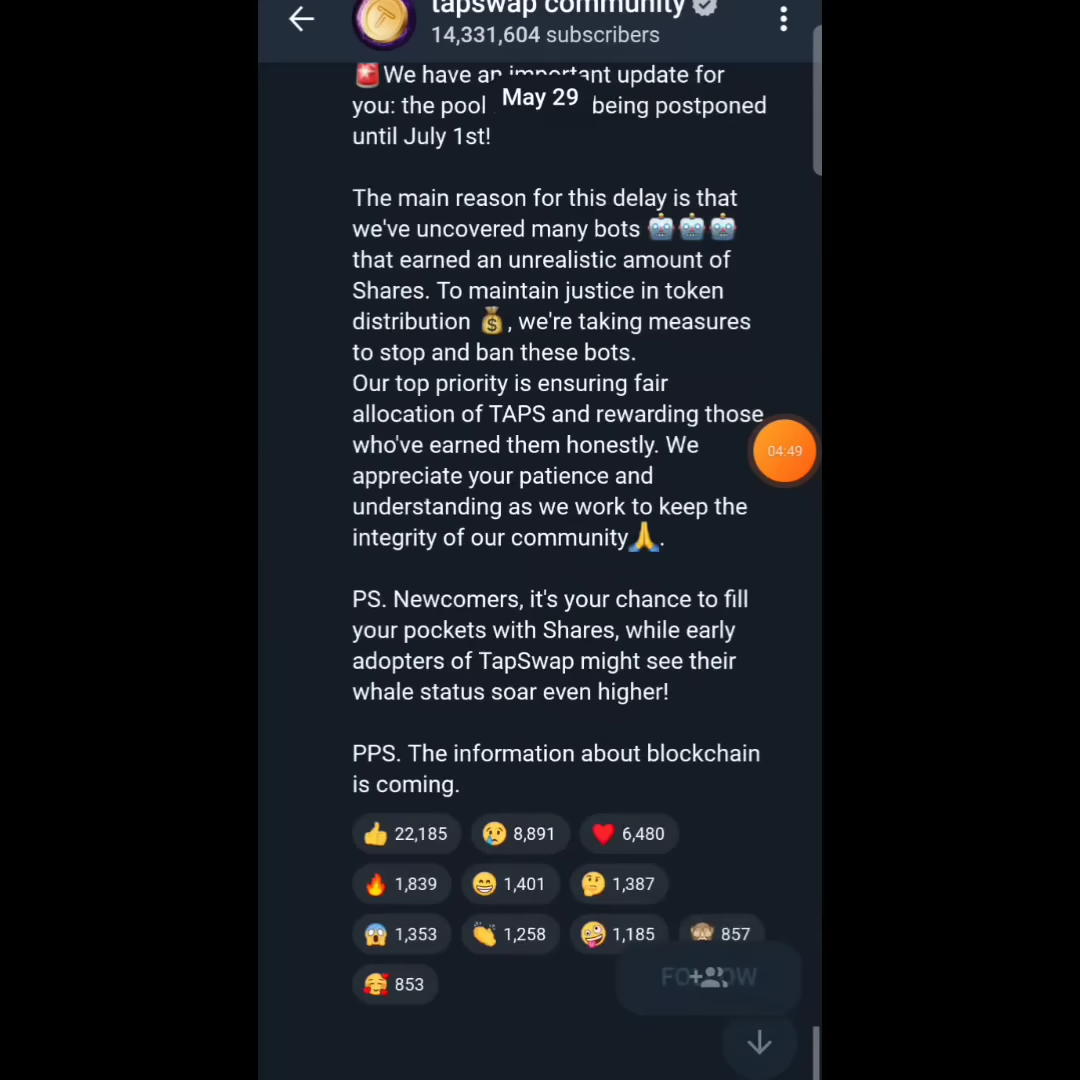 tapswap community
14,331,604 subscribers
🚨We have an important update for
May 29
you: the pool being postponed
until July 1st!
The main reason for this delay is that
we've uncovered many bots 🤖🤖🤖
that earned an unrealistic amount of
Shares. To maintain justice in token
distribution 💰, we're taking measures
to stop and ban these bots.
Our top priority is ensuring fair
allocation of TAPS and rewarding those
who've earned them honestly. We
appreciate your patience and
understanding as we work to keep the
integrity of our community🙏.
04:49
PS. Newcomers, it's your chance to fill
your pockets with Shares, while early
adopters of TapSwap might see their
whale status soar even higher!
PPS. The information about blockchain
is coming.
👍 22,185 😢 8,891 ❤️ 6,480
🔥 1,839 😁 1,401 🤔 1,387
😱 1,353 👏 1,258 🤪 1,185 🙈 857
🥰 853